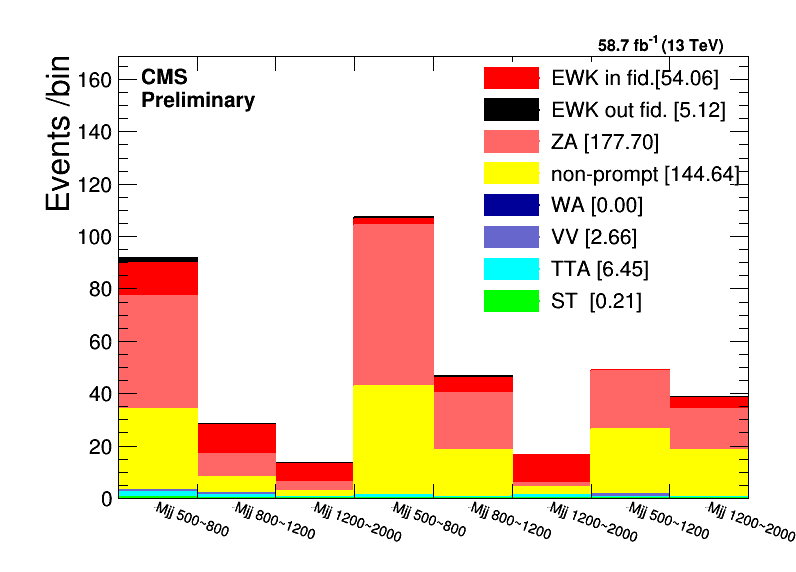 58.7 fb-1 (13 TeV)
CMS
Preliminary
Events /bin
160
140
120
100
80
60
40
20
0
EWK in fid.[54.06]
EWK out fid. [5.12]
ZA [177.70]
non-prompt [144.64]
WA [0.00]
VV [2.66]
TTA [6.45]
ST [0.21]
Mjj 500~800
Mjj 800~1200
Mjj 1200~2000
Mjj 500~800
Mjj 800~1200
Mjj 1200~2000
Mjj 500~1200
Mjj 1200~2000